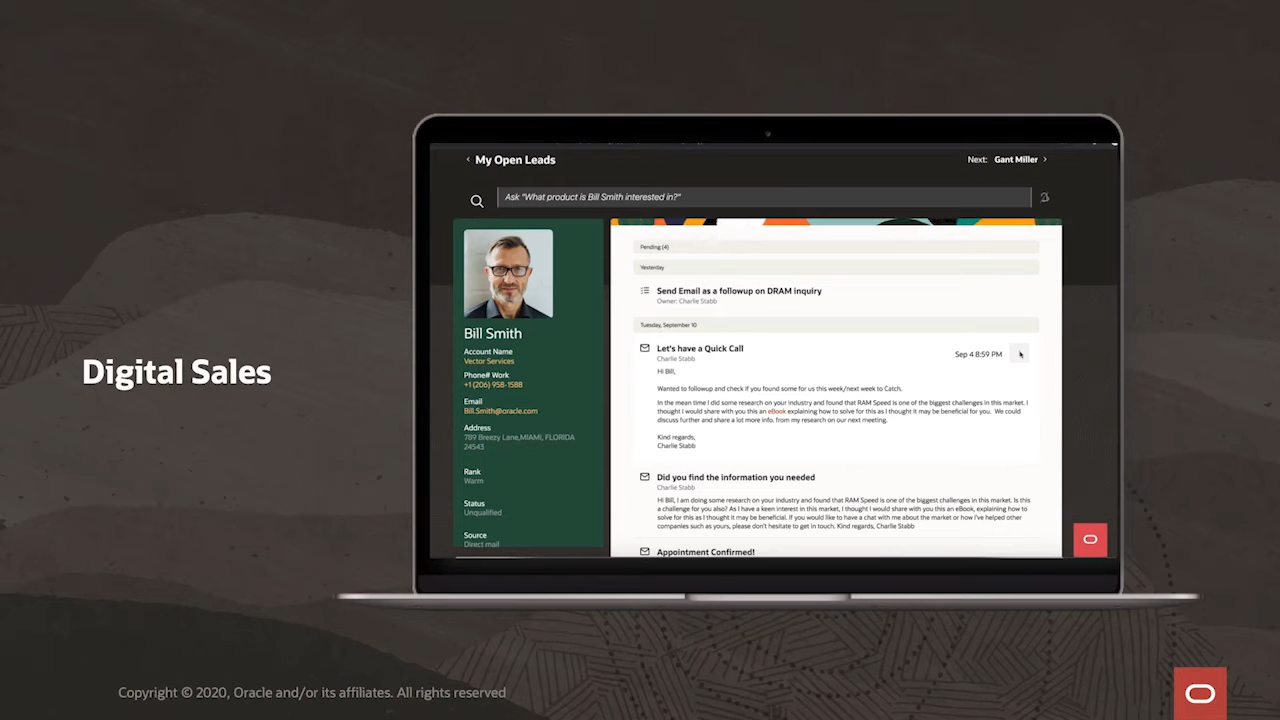 My Open Leads
Next: Gant Miller
Ask "What product is Bill Smith interested in?"
Pending (4)
Yesterday
Send Email as a followup on DRAM inquiry
Owner: Charlie Stabb
Tuesday, September 10
Let's have a Quick Call
Sep 4 8:59 PM
Charlie Stabb
Hi Bill,
Wanted to followup and check if you found some for us this week/next week to Catch.
In the mean time I did some research on your industry and found that RAM Speed is one of the biggest challenges in this market. I
thought I would share with you this an eBook explaining how to solve for this as I thought it may be beneficial for you. We could
discuss further and share a lot more info. from my research on our next meeting.
Kind regards,
Charlie Stabb
Did you find the information you needed
Charlie Stabb
Hi Bill, I am doing some research on your industry and found that RAM Speed is one of the biggest challenges in this market. Is this
a challenge for you also? As I have a keen interest in this market, I thought I would share with you this an eBook, explaining how to
solve for this as I thought it may be beneficial. If you would like to have a chat with me about the market or how I've helped other
companies such as yours, please don't hesitate to get in touch. Kind regards, Charlie Stabb
Appointment Confirmed!
Bill Smith
Account Name
Vector Services
Phone# Work
+1 (206) 958-1588
Email
Bill.Smith@oracle.com
Address
789 Breezy Lane,MIAMI, FLORIDA
24543
Rank
Warm
Status
Unqualified
Source
Direct mail
Digital Sales
Copyright © 2020, Oracle and/or its affiliates. All rights reserved